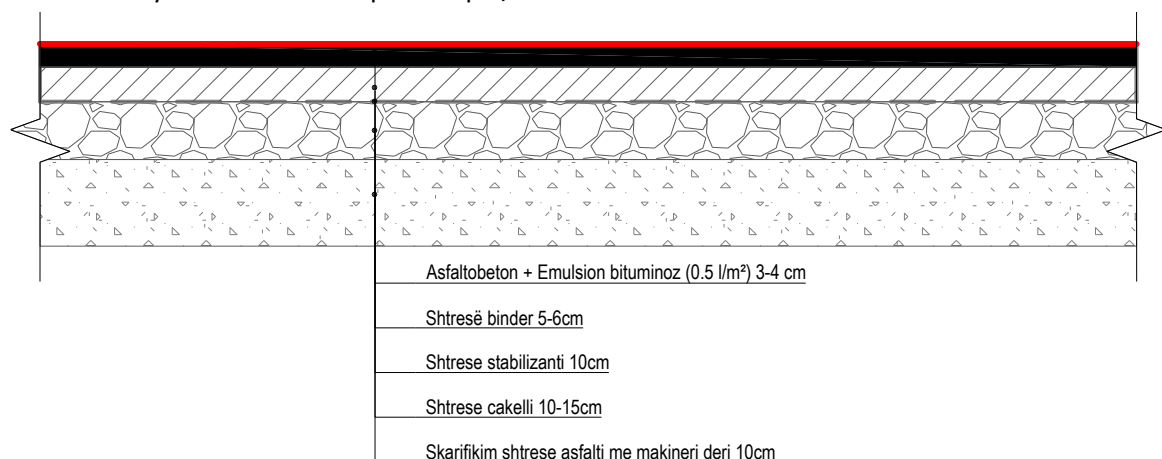 Asfaltobeton + Emulsion bituminoz (0.5 l/m²) 3-4 cm
Shtresë binder 5-6cm
Shtrese stabilizanti 10cm
Shtrese cakelli 10-15cm
Skarifikim shtrese asfalti me makineri deri 10cm